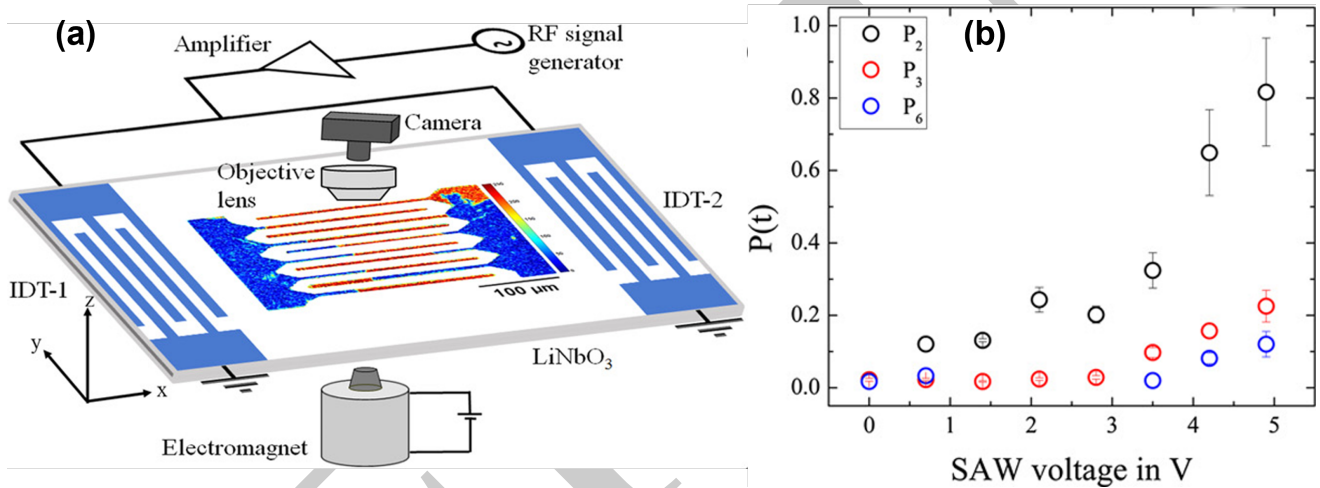 (a)
Amplifier
RF signal
generator
Camera
Objective
lens
IDT-2
IDT-1
100 μm
LiNbO3
z
y
x
Electromagnet
(b)
P2
P3
P6
P(t)
1.0
0.8
0.6
0.4
0.2
0.0
0 1 2 3 4 5
SAW voltage in V